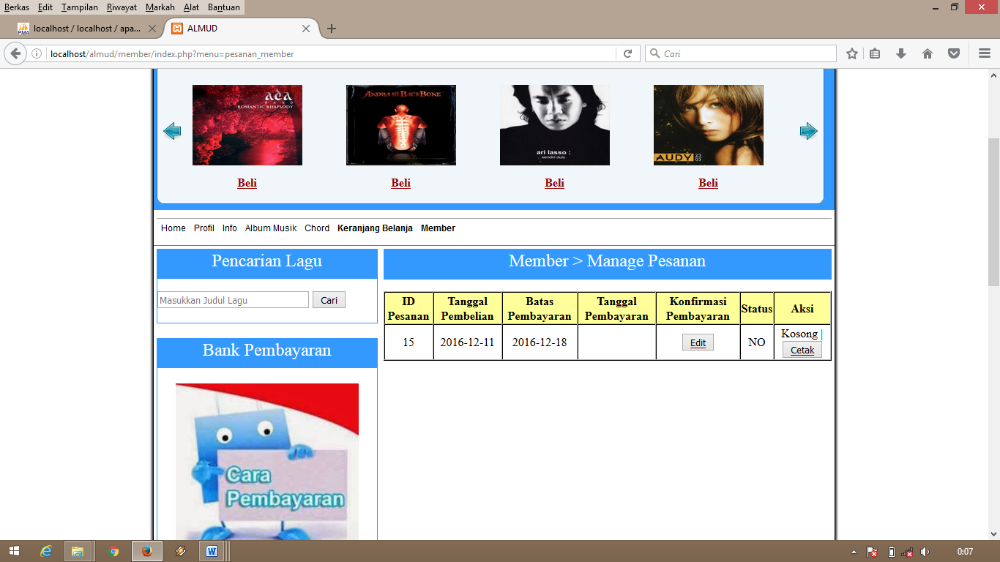 Berkas Edit Tampilan Riwayat Markah Alat Bantuan
localhost / localhost / apa...
ALMUD
localhost/almud/member/index.php?menu=pesanan_member
Cari
ada
BAND
ROMANTIC RHAPSODY
ANDRA AND THE BACKBONE
ari lasso :
sendiri dulu
AUDY 23 03
Beli Beli Beli Beli
Home Profil Info Album Musik Chord Keranjang Belanja Member
Pencarian Lagu
Masukkan Judul Lagu Cari
Bank Pembayaran
Cara
Pembayaran
Member > Manage Pesanan
ID Pesanan Tanggal Pembelian Batas Pembayaran Tanggal Pembayaran Konfirmasi Pembayaran Status Aksi
15 2016-12-11 2016-12-18 Edit NO Kosong |
Cetak
0:07